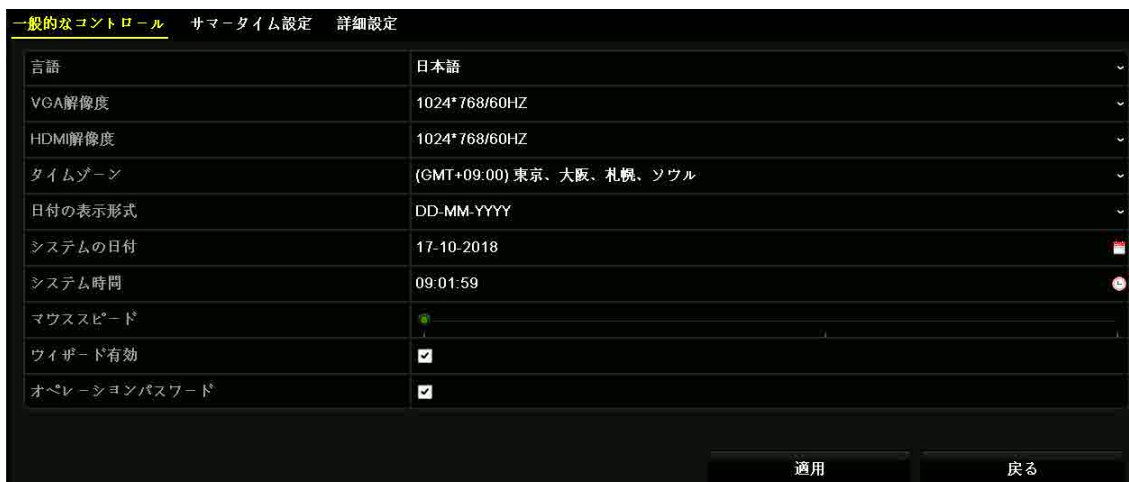 一般的なコントロール サマータイム設定 詳細設定
言語 日本語
VGA解像度 1024*768/60HZ
HDMI解像度 1024*768/60HZ
タイムゾーン (GMT+09:00) 東京、大阪、札幌、ソウル
日付の表示形式 DD-MM-YYYY
システムの日付 17-10-2018
システム時間 09:01:59
マウススピード
ウィザード有効
オペレーションパスワード
適用 戻る